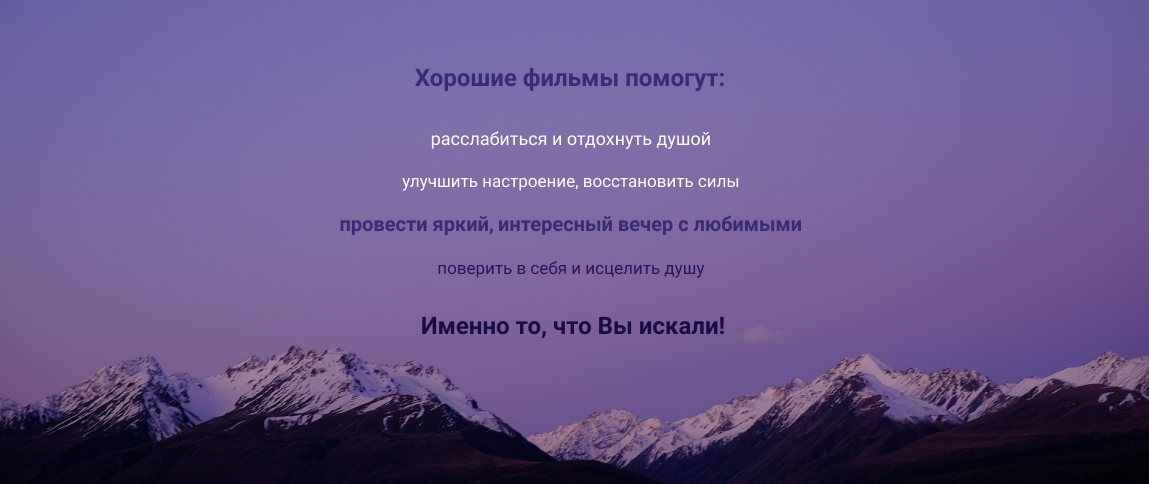 Хорошие фильмы помогут:
расслабиться и отдохнуть душой
улучшить настроение, восстановить силы
провести яркий, интересный вечер с любимыми
поверить в себя и исцелить душу
Именно то, что Вы искали!